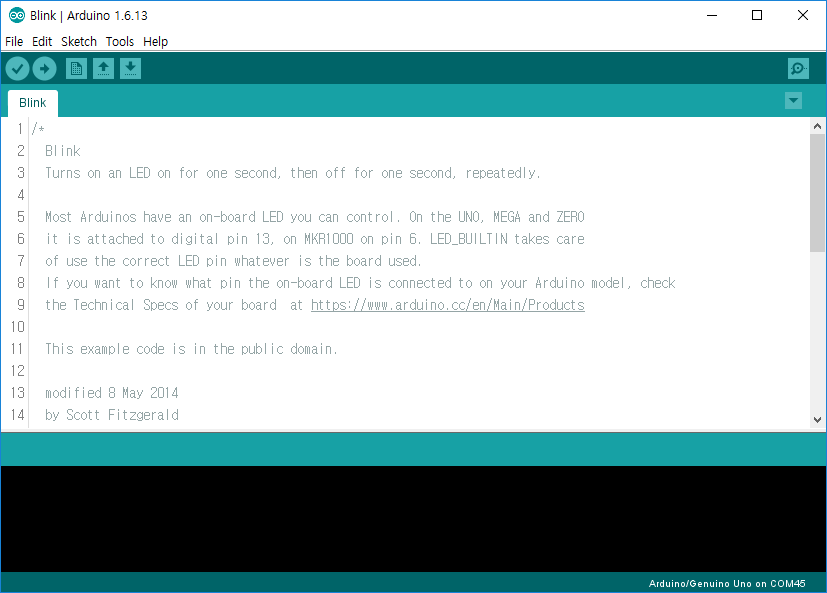 Blink | Arduino 1.6.13
File Edit Sketch Tools Help
Blink
1 /*
2 Blink
3 Turns on an LED on for one second, then off for one second, repeatedly.
4
5 Most Arduinos have an on-board LED you can control. On the UNO, MEGA and ZERO
6 it is attached to digital pin 13, on MKR1000 on pin 6. LED_BUILTIN takes care
7 of use the correct LED pin whatever is the board used.
8 If you want to know what pin the on-board LED is connected to on your Arduino model, check
9 the Technical Specs of your board  at https://www.arduino.cc/en/Main/Products
10
11 This example code is in the public domain.
12
13 modified 8 May 2014
14 by Scott Fitzgerald
Arduino/Genuino Uno on COM45